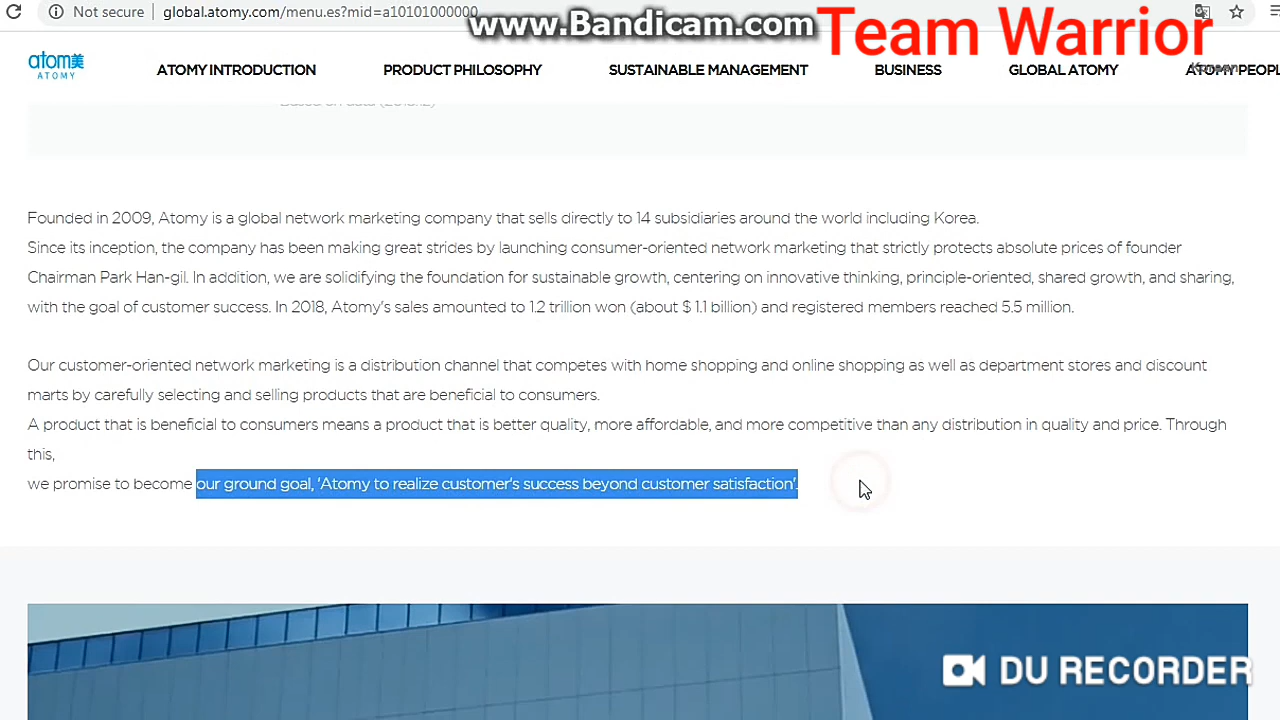 Not secure
global.atomy.com/menu.es?mid=a10101000000
www.Bandicam.com
Team Warrior
atom美
ATOMY
ATOMY INTRODUCTION
PRODUCT PHILOSOPHY
SUSTAINABLE MANAGEMENT
BUSINESS
GLOBAL ATOMY
Founded in 2009, Atomy is a global network marketing company that sells directly to 14 subsidiaries around the world including Korea.
Since its inception, the company has been making great strides by launching consumer-oriented network marketing that strictly protects absolute prices of founder
Chairman Park Han-gil. In addition, we are solidifying the foundation for sustainable growth, centering on innovative thinking, principle-oriented, shared growth, and sharing,
with the goal of customer success. In 2018, Atomy's sales amounted to 1.2 trillion won (about $ 1.1 billion) and registered members reached 5.5 million.
Our customer-oriented network marketing is a distribution channel that competes with home shopping and online shopping as well as department stores and discount
marts by carefully selecting and selling products that are beneficial to consumers.
A product that is beneficial to consumers means a product that is better quality, more affordable, and more competitive than any distribution in quality and price. Through
this,
we promise to become our ground goal, 'Atomy to realize customer's success beyond customer satisfaction'.
DU RECORDER